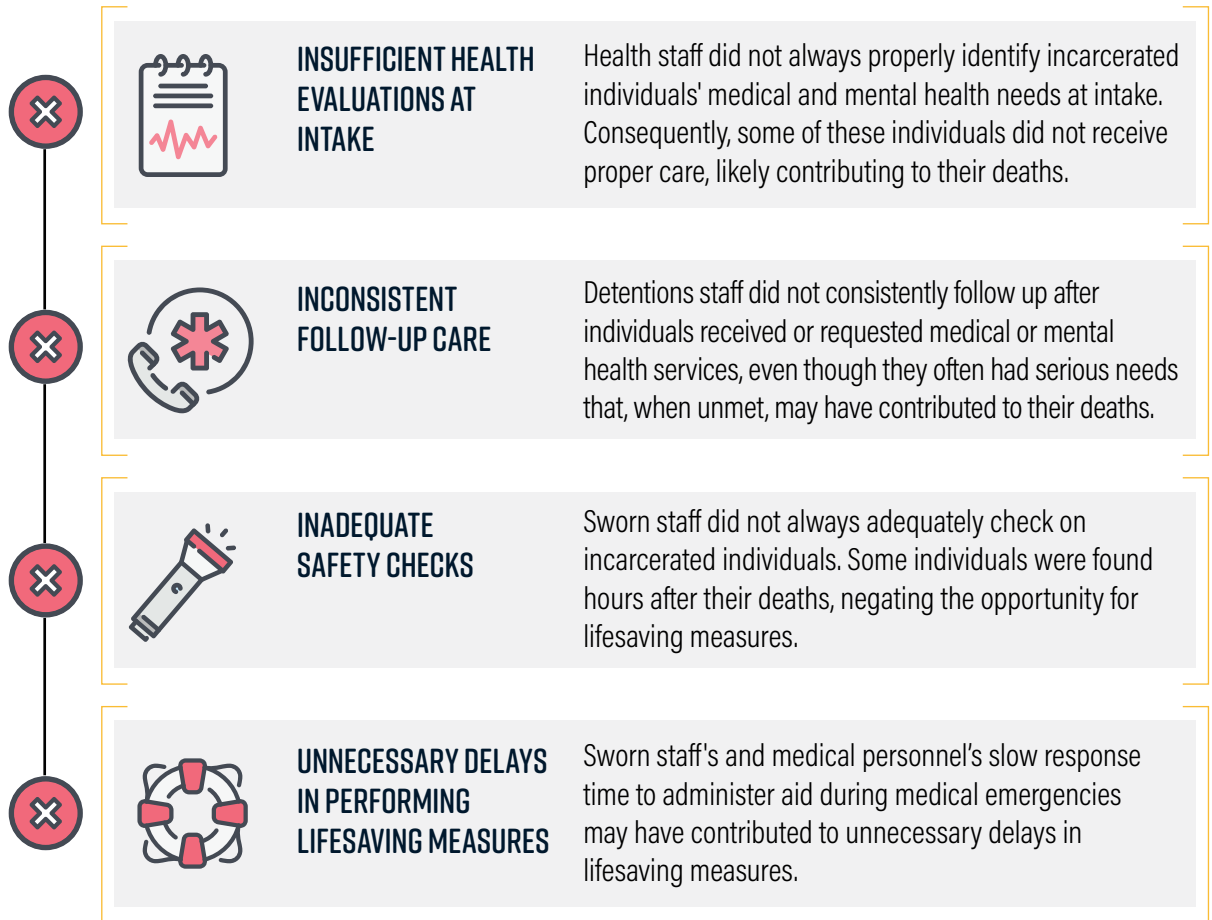 INSUFFICIENT HEALTH
EVALUATIONS AT
INTAKE
Health staff did not always properly identify incarcerated
individuals' medical and mental health needs at intake.
Consequently, some of these individuals did not receive
proper care, likely contributing to their deaths.
INCONSISTENT
FOLLOW-UP CARE
Detentions staff did not consistently follow up after
individuals received or requested medical or mental
health services, even though they often had serious needs
that, when unmet, may have contributed to their deaths.
INADEQUATE
SAFETY CHECKS
Sworn staff did not always adequately check on
incarcerated individuals. Some individuals were found
hours after their deaths, negating the opportunity for
lifesaving measures.
UNNECESSARY DELAYS
IN PERFORMING
LIFESAVING MEASURES
Sworn staff's and medical personnel’s slow response
time to administer aid during medical emergencies
may have contributed to unnecessary delays in
lifesaving measures.